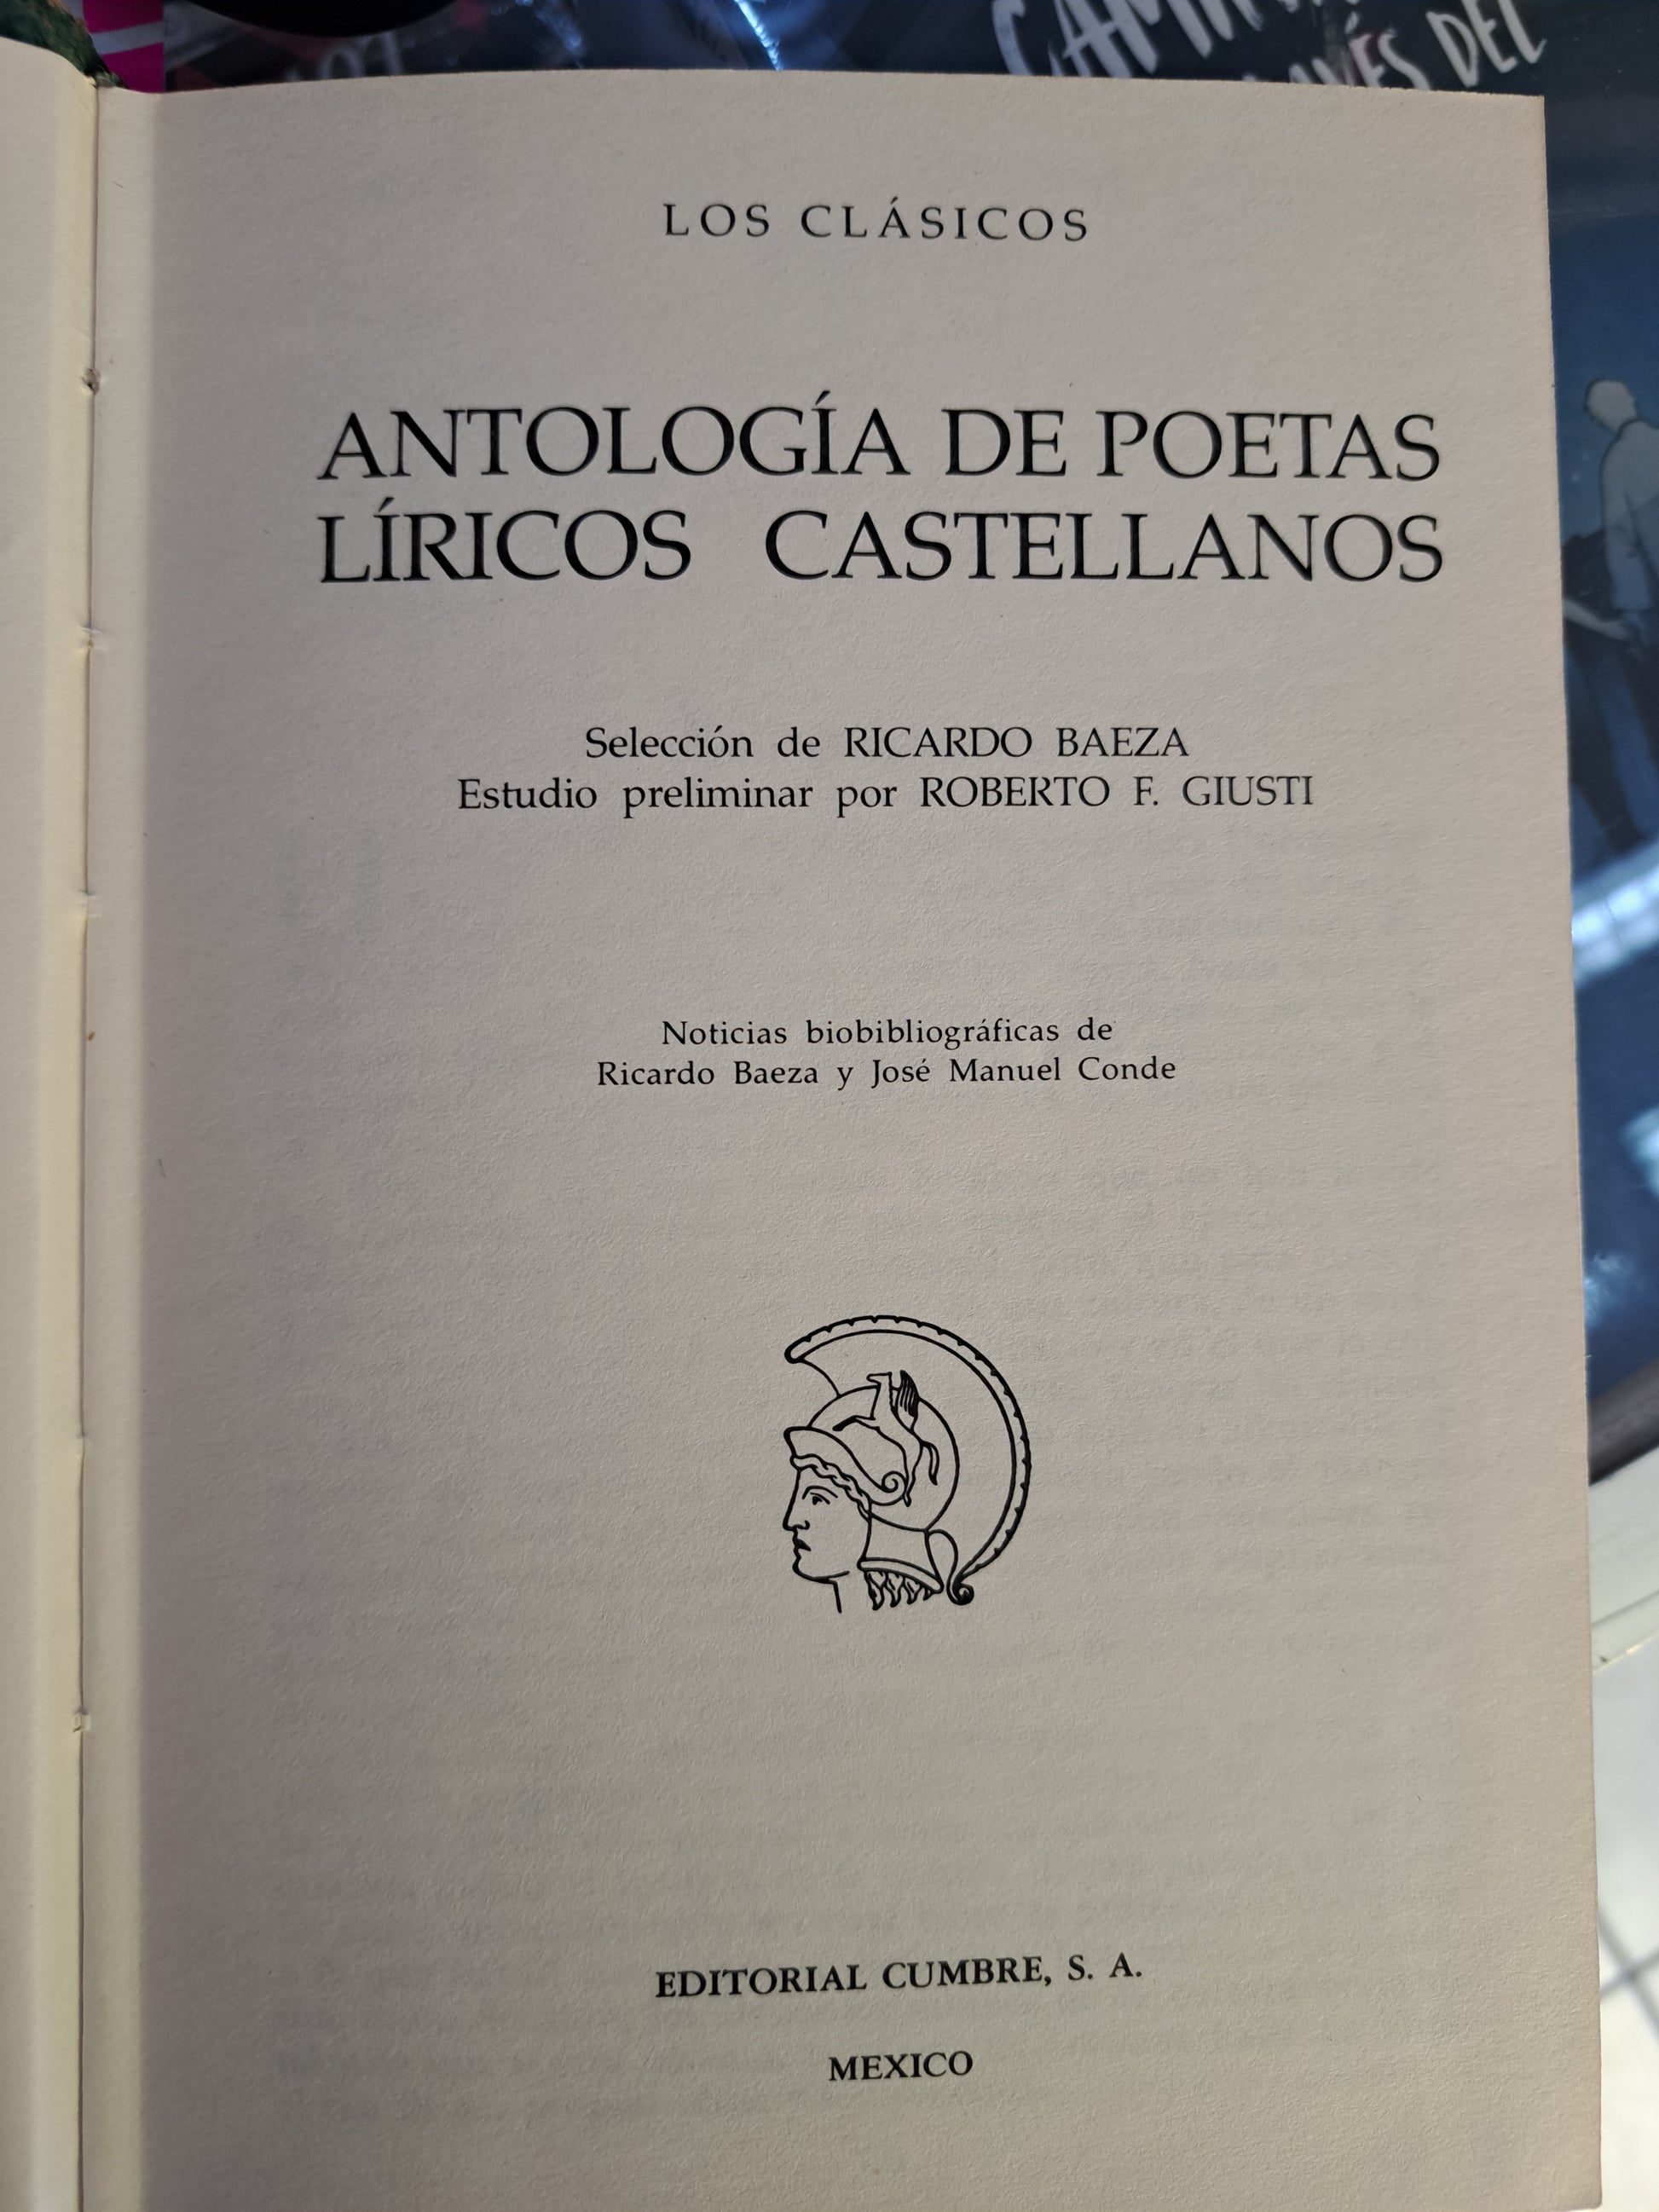 DEL
LOS CLÁSICOS
ANTOLOGÍA DE POETAS
LÍRICOS CASTELLANOS
Selección de RICARDO BAEZA
Estudio preliminar por ROBERTO F. GIUSTI
Noticias biobibliográficas de
Ricardo Baeza y José Manuel Conde
EDITORIAL CUMBRE, S. A.
MEXICO